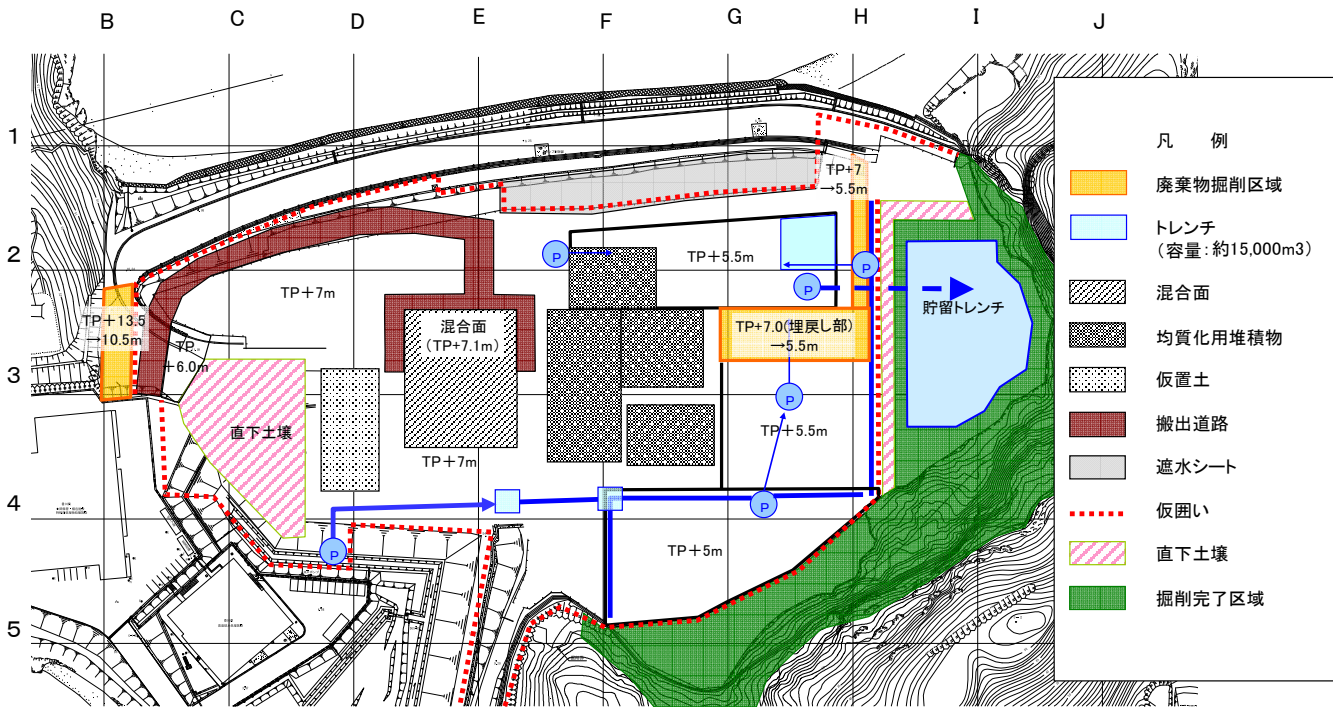 B C D E F G H I J
1
2
3
4
5
TP+7
→5.5m
P
TP+5.5m
P
TP+7m
P
貯留トレンチ
TP+13.5
→10.5m
TP
+6.0m
混合面
(TP+7.1m)
TP+7.0(埋戻し部)
→5.5m
P
TP+5.5m
直下土壌
TP+7m
P
P
TP+5m
凡 例
廃棄物掘削区域
トレンチ
(容量:約15,000m3)
混合面
均質化用堆積物
仮置土
搬出道路
遮水シート
仮囲い
直下土壌
掘削完了区域